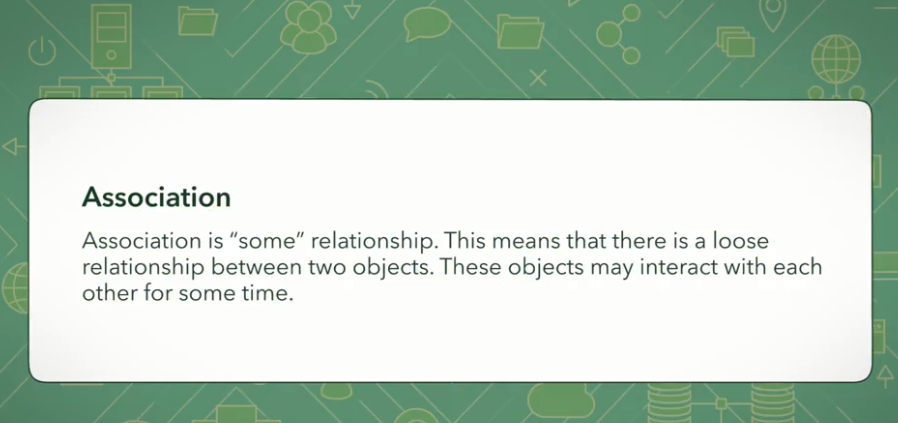 Association
Association is “some” relationship. This means that there is a loose
relationship between two objects. These objects may interact with each
other for some time.